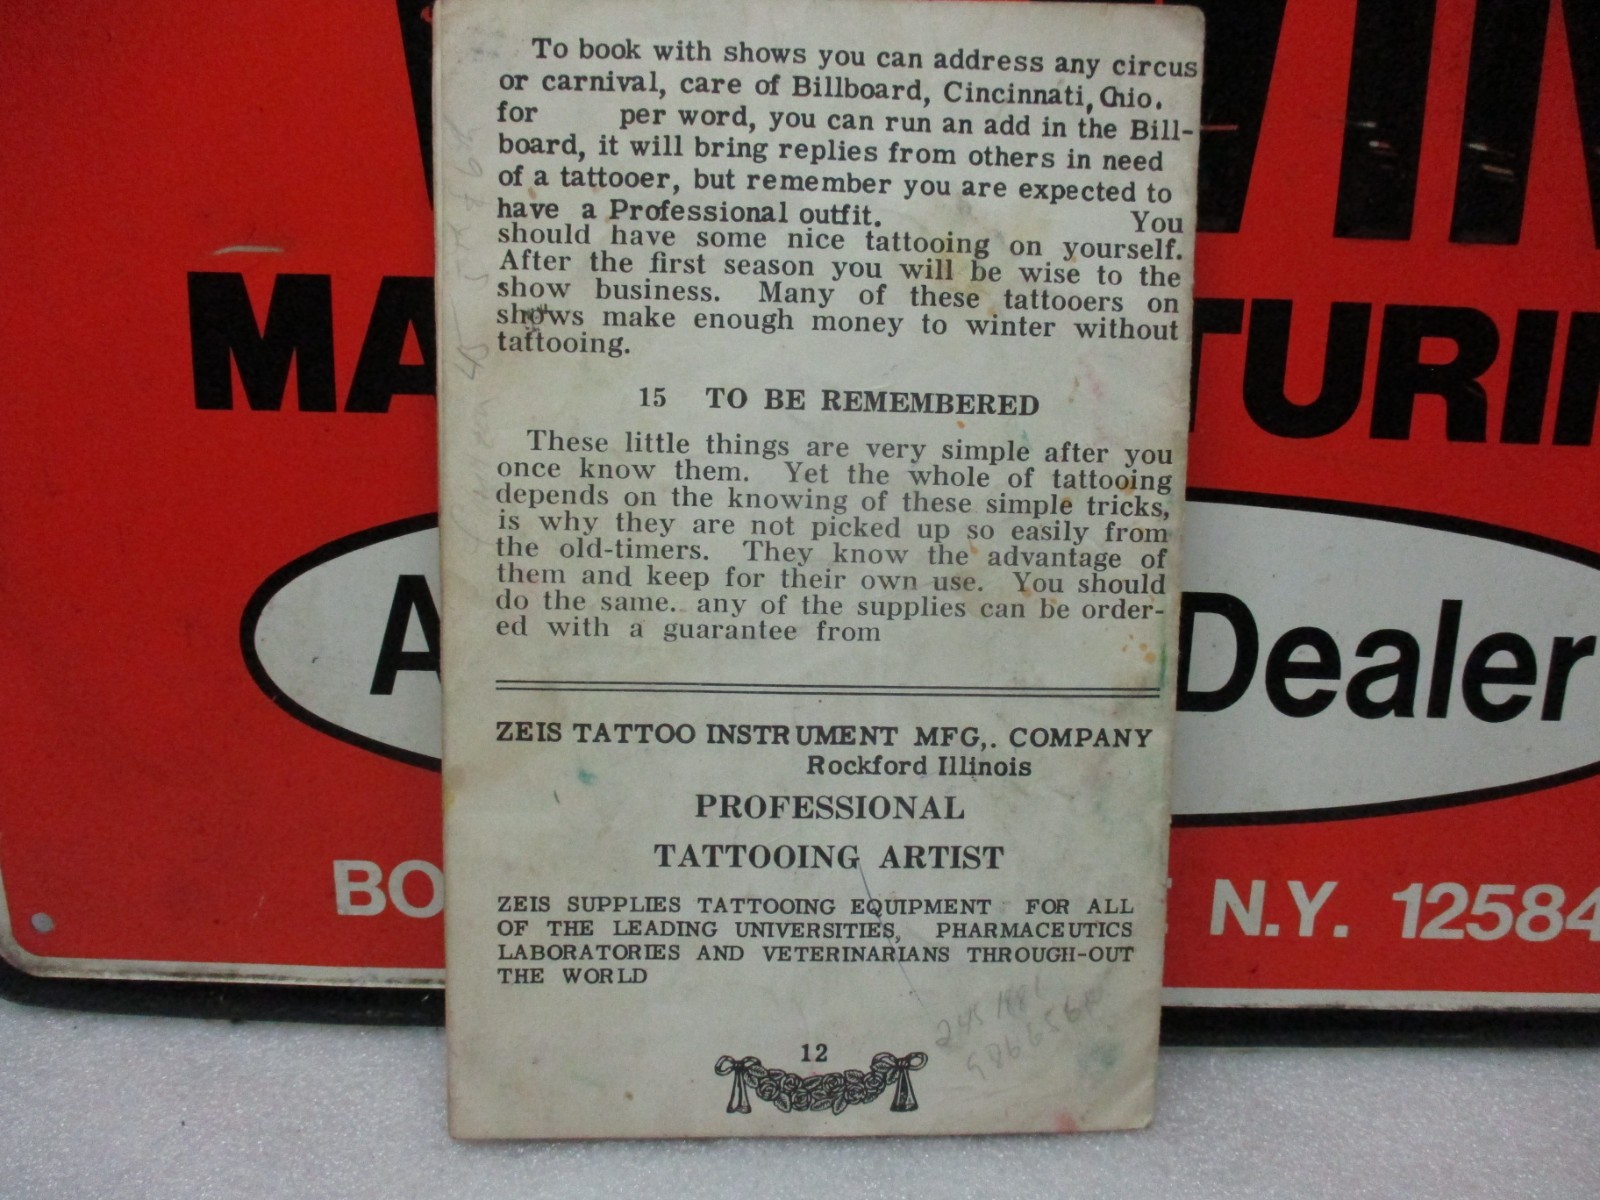 To book with shows you can address any circus
or carnival, care of Billboard, Cincinnati, Ohio.
for per word, you can run an add in the Bill-
board, it will bring replies from others in need
of a tattooer, but remember you are expected to
have a Professional outfit. You
should have some nice tattooing on yourself.
After the first season you will be wise to the
show business. Many of these tattooers on
shows make enough money to winter without
tattooing.
15 TO BE REMEMBERED
These little things are very simple after you
once know them. Yet the whole of tattooing
depends on the knowing of these simple tricks,
is why they are not picked up so easily from
the old-timers. They know the advantage of
them and keep for their own use. You should
do the same. any of the supplies can be order-
ed with a guarantee from
ZEIS TATTOO INSTRUMENT MFG,. COMPANY
Rockford Illinois
PROFESSIONAL
TATTOOING ARTIST
ZEIS SUPPLIES TATTOOING EQUIPMENT FOR ALL
OF THE LEADING UNIVERSITIES, PHARMACEUTICS
LABORATORIES AND VETERINARIANS THROUGH-OUT
THE WORLD
12
MA TURIN
A Dealer
BO N.Y. 12584